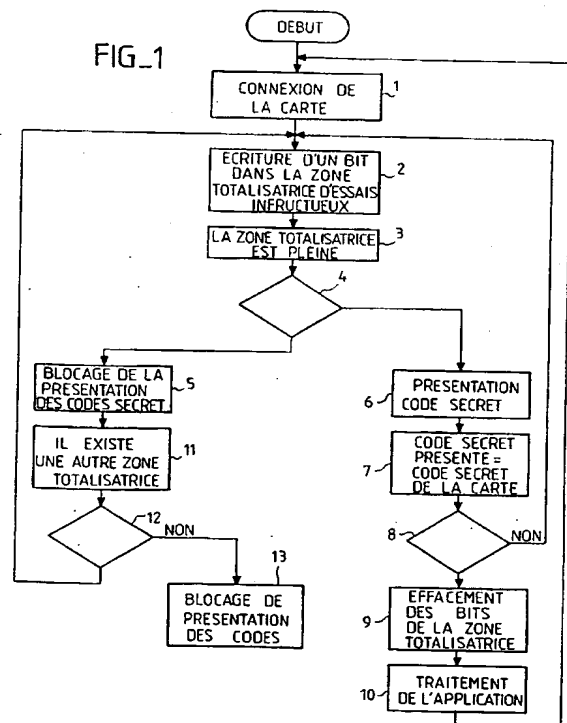 FIG_1
DEBUT
1
CONNEXION DE
LA CARTE
2
ECRITURE D'UN BIT
DANS LA ZONE
TOTALISATRICE D'ESSAIS
INFRUCTUEUX
3
LA ZONE TOTALISATRICE
EST PLEINE
4
BLOCAGE DE LA
PRESENTATION
DES CODES SECRET
5
6
PRESENTATION
CODE SECRET
IL EXISTE
UNE AUTRE ZONE
TOTALISATRICE
11
7
CODE SECRET
PRESENTE =
CODE SECRET
DE LA CARTE
12
NON
8
NON
13
BLOCAGE DE
PRESENTATION
DES CODES
9
EFFACEMENT
DES BITS
DE LA ZONE
TOTALISATRICE
10
TRAITEMENT
DE L'APPLICATION